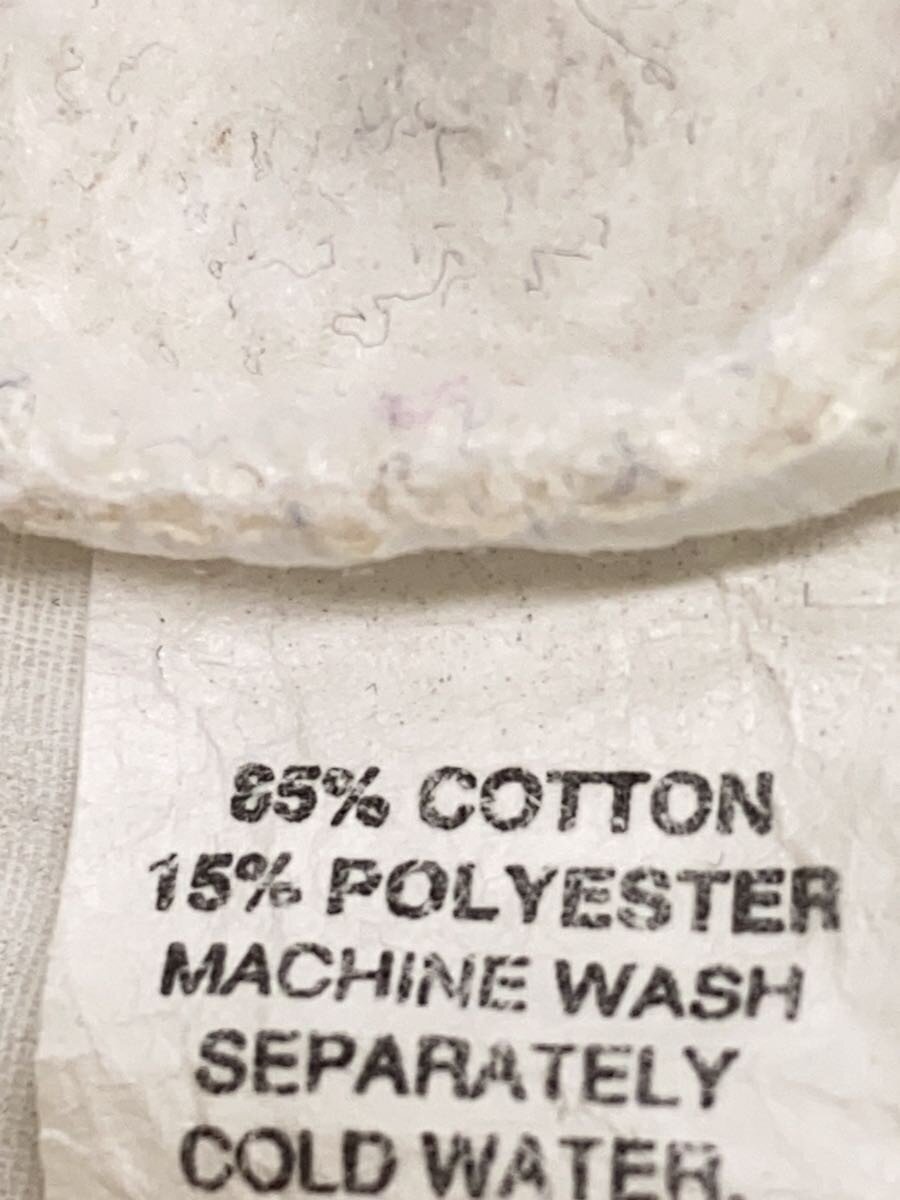 85% COTTON
15% POLYESTER
MACHINE WASH
SEPARATELY
COLD WATER.